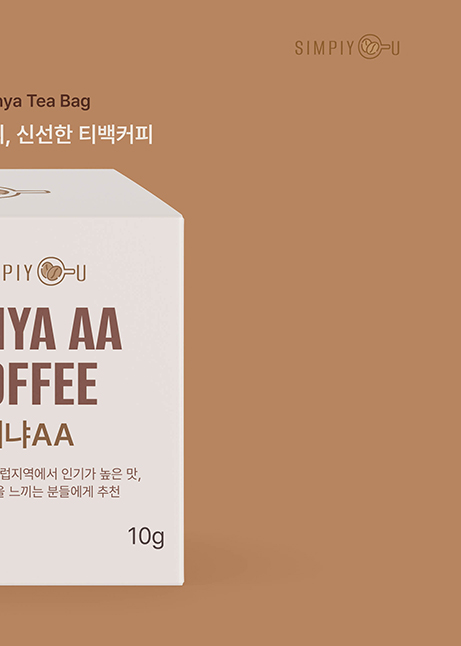 SIMPIY U
nya Tea Bag
, 신선한 티백커피
PIY U
YA AA
OFFEE
냐AA
럽지역에서 인기가 높은 맛,
을 느끼는 분들에게 추천
10g